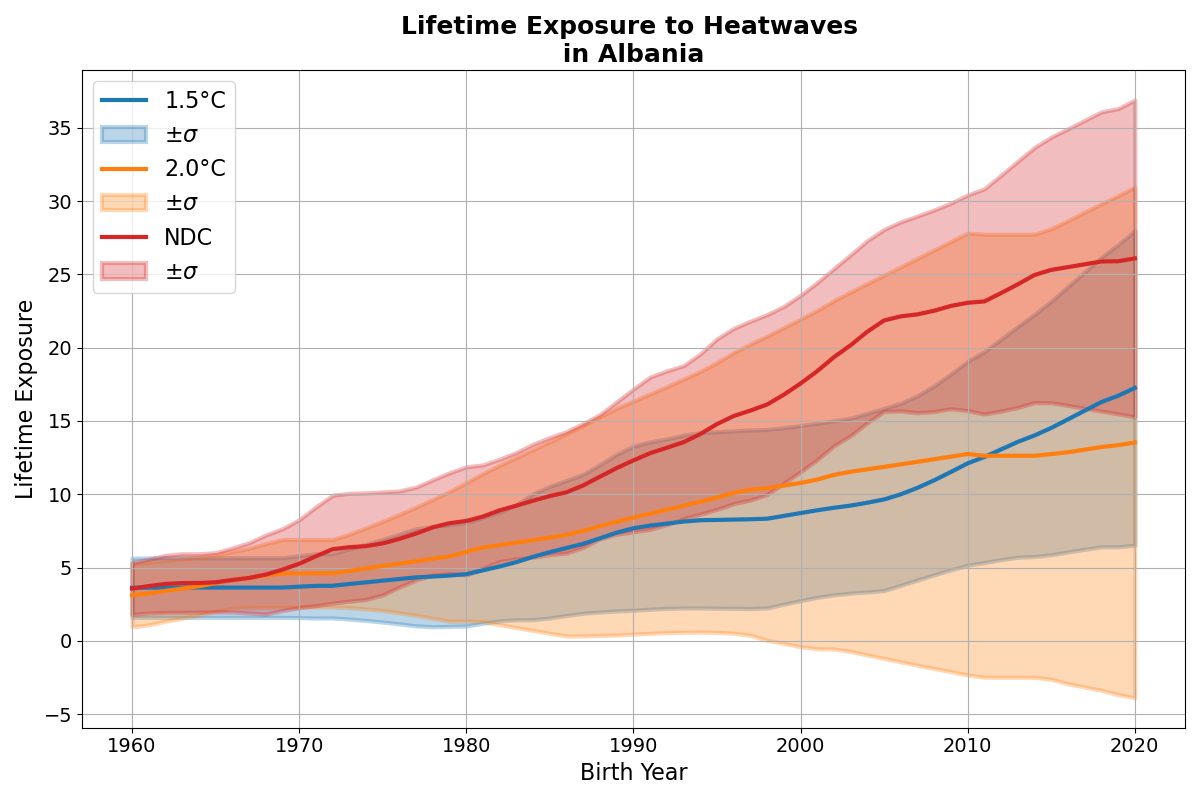 Lifetime Exposure to Heatwaves
in Albania
1.5°C
±σ
2.0°C
±σ
NDC
±σ
Lifetime Exposure
35
30
25
20
15
10
5
0
−5
1960
1970
1980
1990
2000
2010
2020
Birth Year